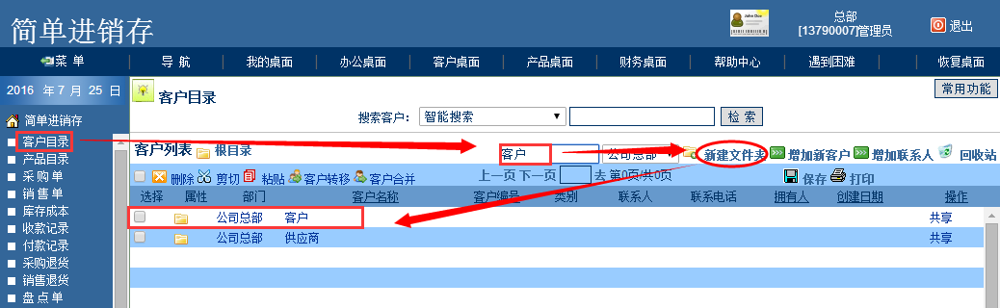 简单进销存
John Doe
总部
[13790007]管理员
退出
菜 单 导 航 我的桌面 办公桌面 客户桌面 产品桌面 财务桌面 帮助中心 遇到困难 恢复桌面
2016 年 7 月 25 日
客户目录
常用功能
搜索客户： 智能搜索 检 索
简单进销存
客户目录
产品目录
采 购 单
销 售 单
库存成本
收款记录
付款记录
采购退货
销售退货
盘 点 单
客户列表 根目录 客户 公司总部 新建文件夹 增加新客户 增加联系人 回收站
删除 剪切 粘贴 客户转移 客户合并 上一页 下一页 去 第0页/共0页 保存 打印
选择 属性 部门 客户名称 客户编号 类别 联系人 联系电话 拥有人 创建日期 操作
公司总部 客户 共享
公司总部 供应商 共享